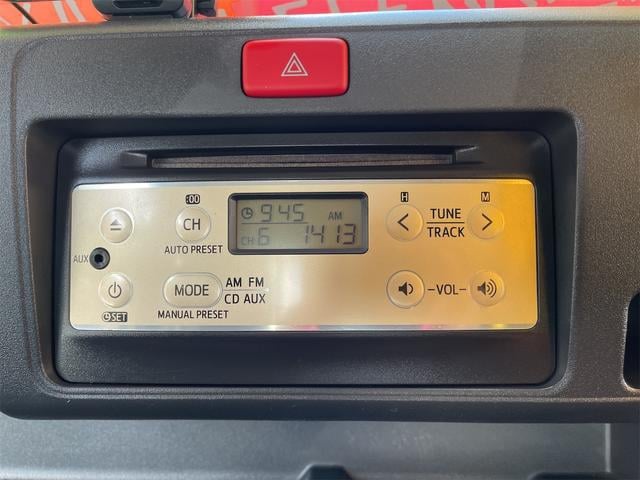 :00
H
M
CH
AUTO PRESET
9:45 AM
CH 6 1413
TUNE
TRACK
AUX
MODE
AM FM
CD AUX
MANUAL PRESET
-VOL-
SET